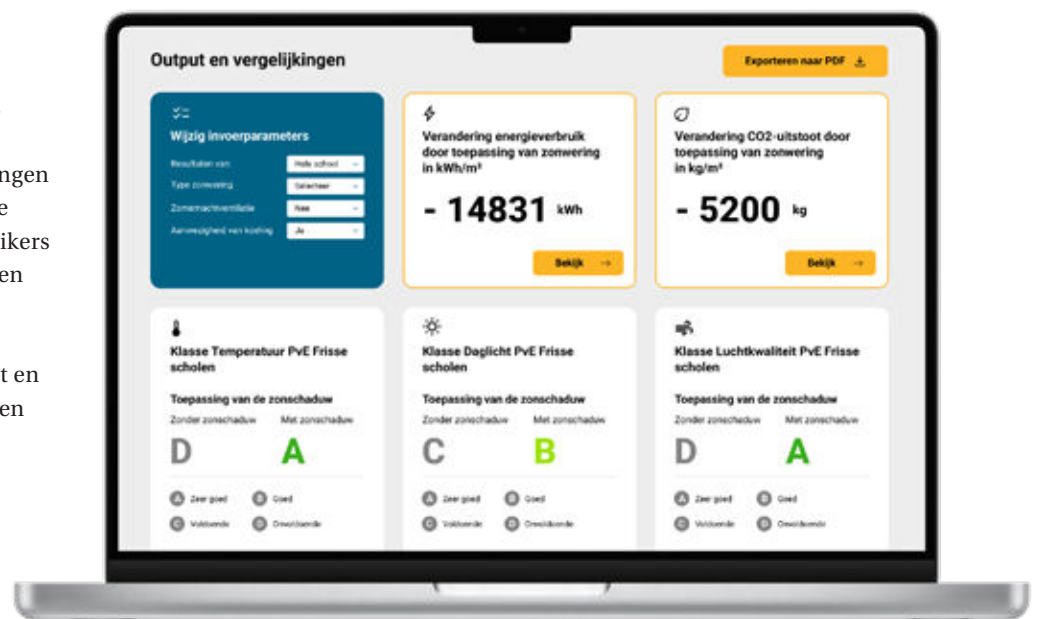 ngen
e
ikers
en
t en
en
Output en vergelijkingen
Exporteren naar PDF
Wijzig invoerparameters
Resultaten van
Hele school
Type zonwering
Selecteer
Zomernachtventilatie
Nee
Aanwezigheid van koeling
Ja
Verandering energieverbruik
door toepassing van zonwering
in kWh/m²
- 14831 kWh
Bekijk
Verandering CO2-uitstoot door
toepassing van zonwering
in kg/m²
- 5200 kg
Bekijk
Klasse Temperatuur PvE Frisse
scholen
Toepassing van de zonschaduw
Zonder zonschaduw Met zonschaduw
D A
A Zeer goed B Goed
C Voldoende D Onvoldoende
Klasse Daglicht PvE Frisse
scholen
Toepassing van de zonschaduw
Zonder zonschaduw Met zonschaduw
C B
A Zeer goed B Goed
C Voldoende D Onvoldoende
Klasse Luchtkwaliteit PvE Frisse
scholen
Toepassing van de zonschaduw
Zonder zonschaduw Met zonschaduw
D A
A Zeer goed B Goed
C Voldoende D Onvoldoende